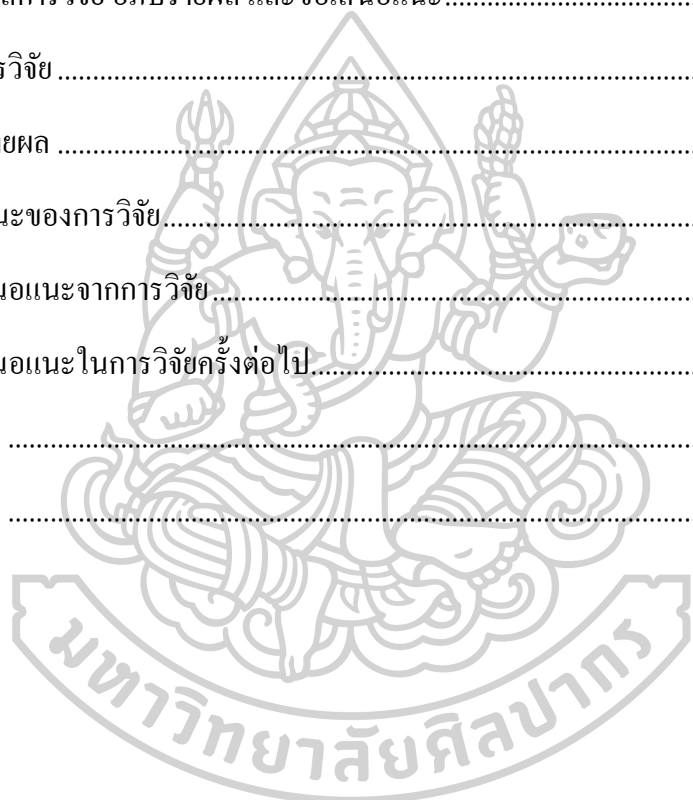 การวิจัย อภิปรายผล และข้อเสนอแนะ........................................
รวิจัย........................................................................................
ยผล ........................................................................................
นะของการวิจัย........................................................................
นอแนะจากการวิจัย..................................................................
นอแนะในการวิจัยครั้งต่อไป......................................................
........................................................................................
........................................................................................
มหาวิทยาลัยศิลปากร